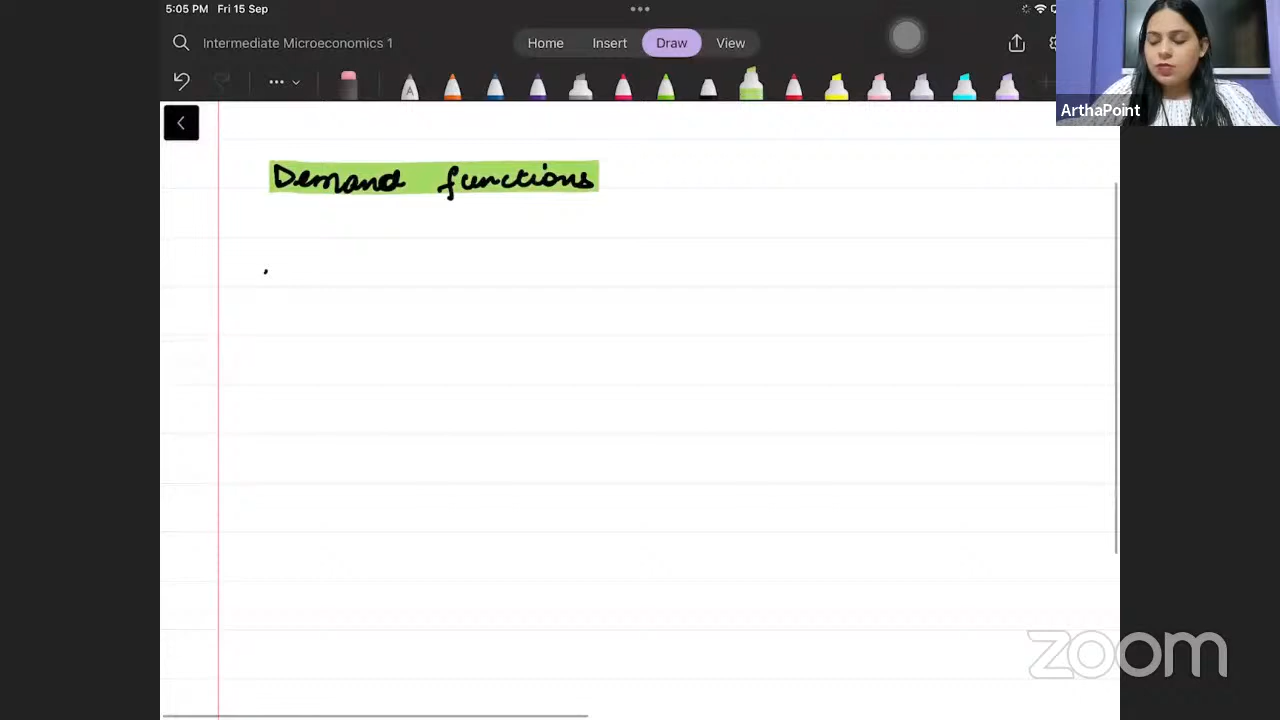 5:05 PM Fri 15 Sep
Intermediate Microeconomics 1
Home Insert Draw View
A
ArthaPoint
Demand functions
zoom